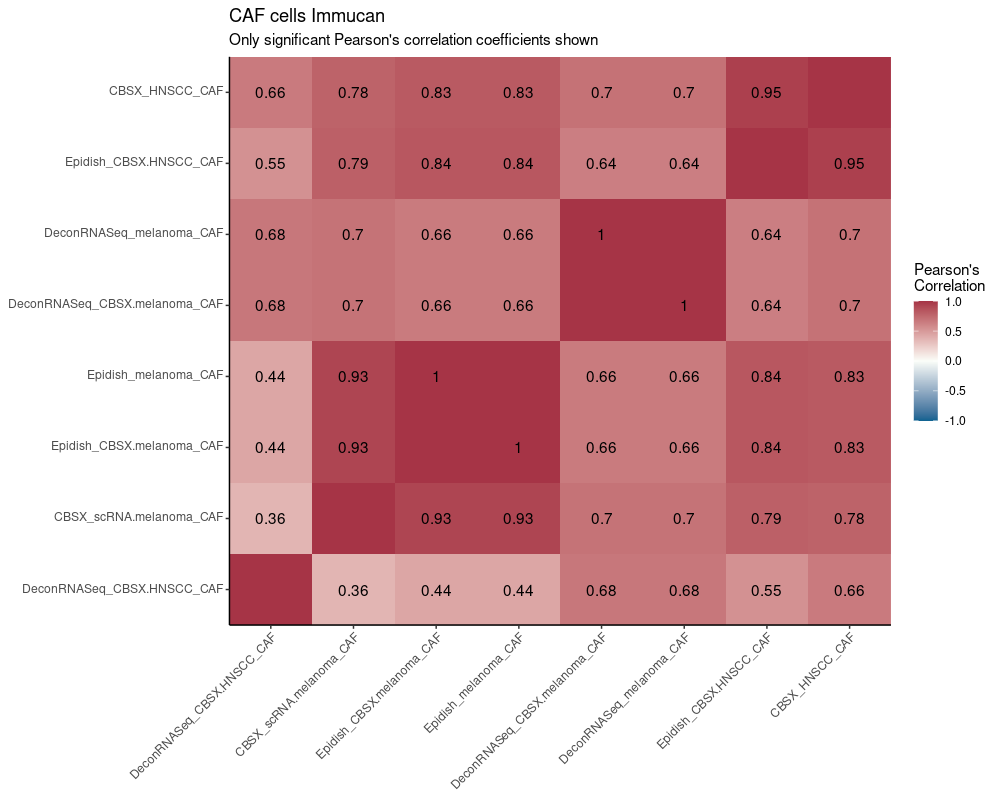 CAF cells Immucan
Only significant Pearson's correlation coefficients shown
CBSX_HNSCC_CAF 0.66 0.78 0.83 0.83 0.7 0.7 0.95
Epidish_CBSX.HNSCC_CAF 0.55 0.79 0.84 0.84 0.64 0.64 0.95
DeconRNASeq_melanoma_CAF 0.68 0.7 0.66 0.66 1 0.64 0.7
DeconRNASeq_CBSX.melanoma_CAF 0.68 0.7 0.66 0.66 1 0.64 0.7
Epidish_melanoma_CAF 0.44 0.93 1 0.66 0.66 0.84 0.83
Epidish_CBSX.melanoma_CAF 0.44 0.93 1 0.66 0.66 0.84 0.83
CBSX_scRNA.melanoma_CAF 0.36 0.93 0.93 0.7 0.7 0.79 0.78
DeconRNASeq_CBSX.HNSCC_CAF 0.36 0.44 0.44 0.68 0.68 0.55 0.66
DeconRNASeq_CBSX.HNSCC_CAF
CBSX_scRNA.melanoma_CAF
Epidish_CBSX.melanoma_CAF
Epidish_melanoma_CAF
DeconRNASeq_CBSX.melanoma_CAF
DeconRNASeq_melanoma_CAF
Epidish_CBSX.HNSCC_CAF
CBSX_HNSCC_CAF
Pearson's
Correlation
1.0
0.5
0.0
-0.5
-1.0